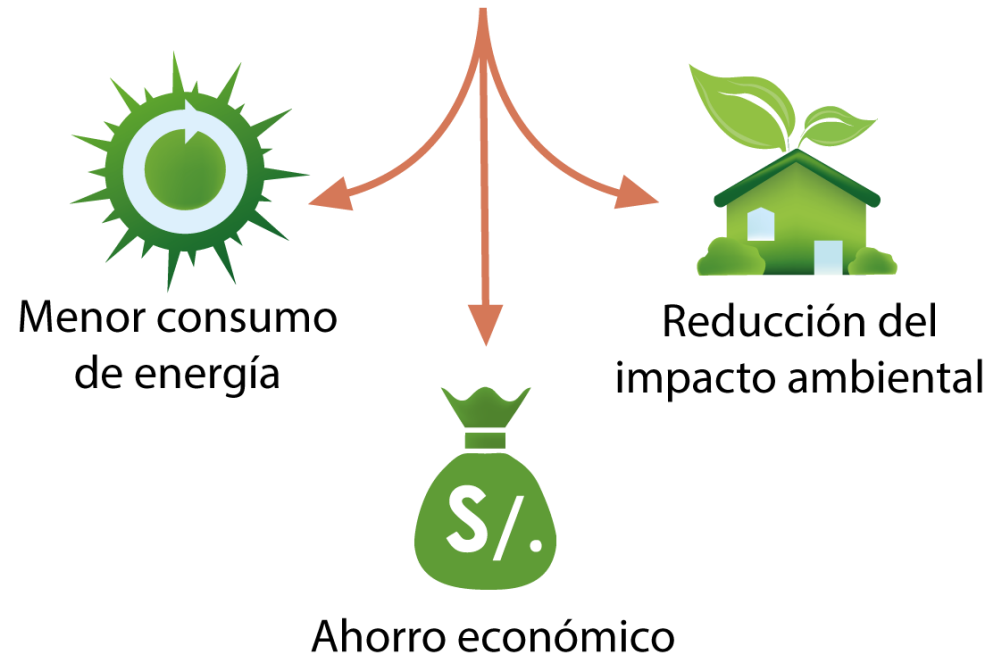 Menor consumo
de energía
Reducción del
impacto ambiental
S/.
Ahorro económico